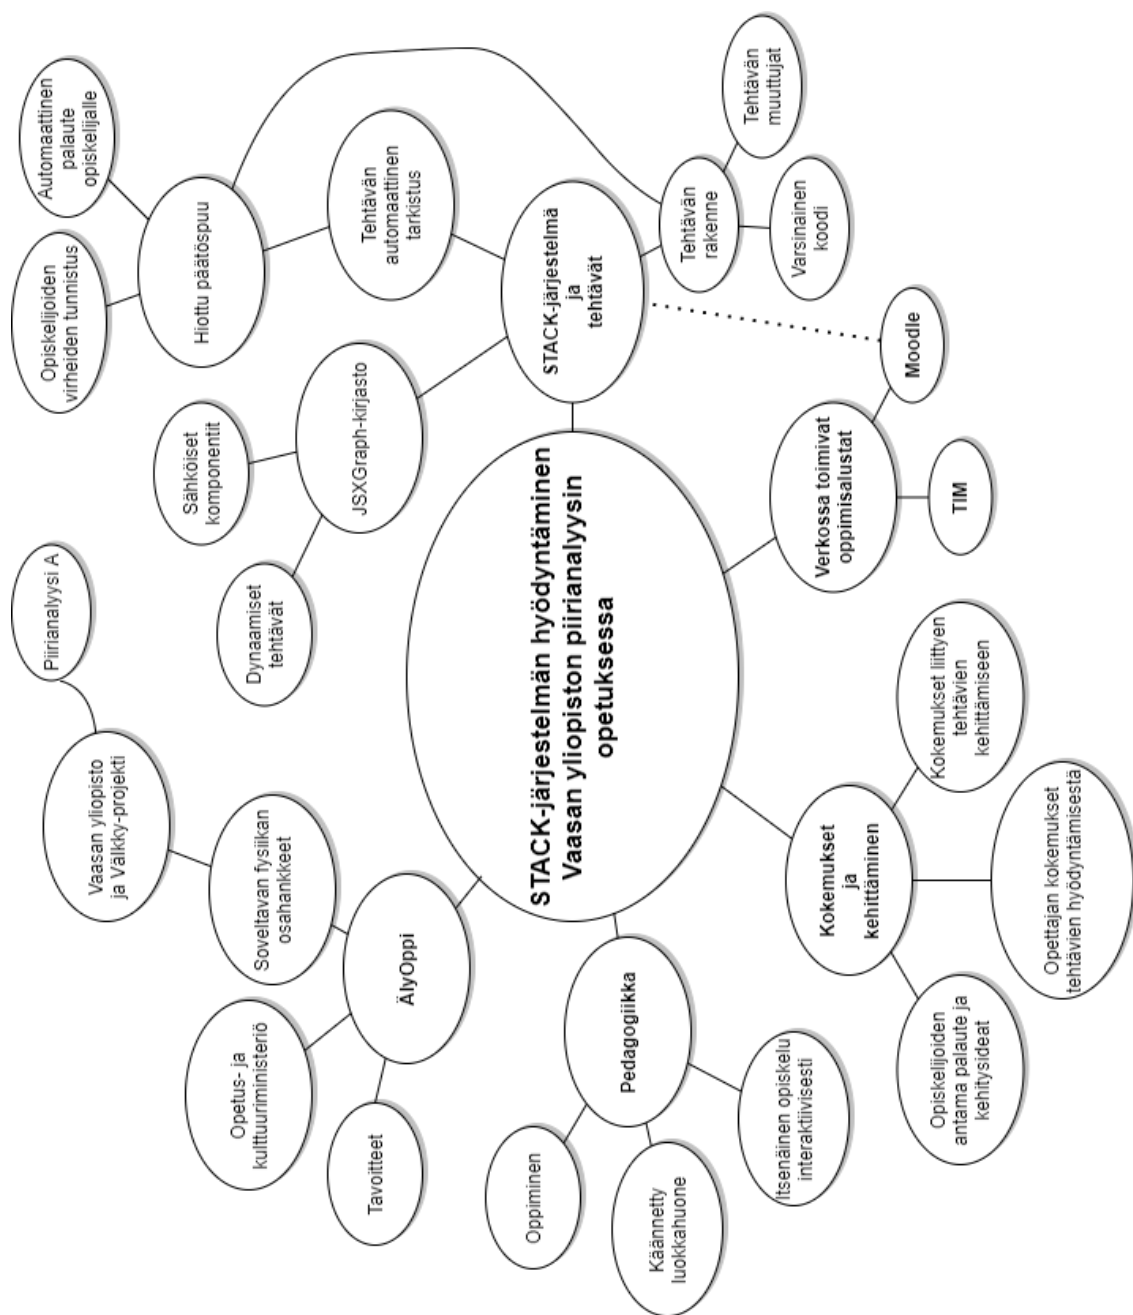 STACK-järjestelmän hyödyntäminen
Vaasan yliopiston piirianalyysin
opetuksessa
ÄlyOppi
Tavoitteet
Opetus- ja
kulttuuriministeriö
Soveltavan fysiikan
osahankkeet
Vaasan yliopisto
ja Välkky-projekti
Piirianalyysi A
Pedagogiikka
Oppiminen
Käännetty
luokkahuone
Itsenäinen opiskelu
interaktiivisesti
Kokemukset
ja
kehittäminen
Opiskelijoiden
antama palaute ja
kehitysideat
Opettajan kokemukset
tehtävien hyödyntämisestä
Kokemukset liittyen
tehtävien
kehittämiseen
Verkossa toimivat
oppimisalustat
TIM
Moodle
STACK-järjestelmä
ja
tehtävät
JSXGraph-kirjasto
Dynaamiset
tehtävät
Sähköiset
komponentit
Tehtävän
automaattinen
tarkistus
Hiottu päätöspuu
Opiskelijoiden
virheiden tunnistus
Automaattinen
palaute
opiskelijalle
Tehtävän
rakenne
Varsinainen
koodi
Tehtävän
muuttujat